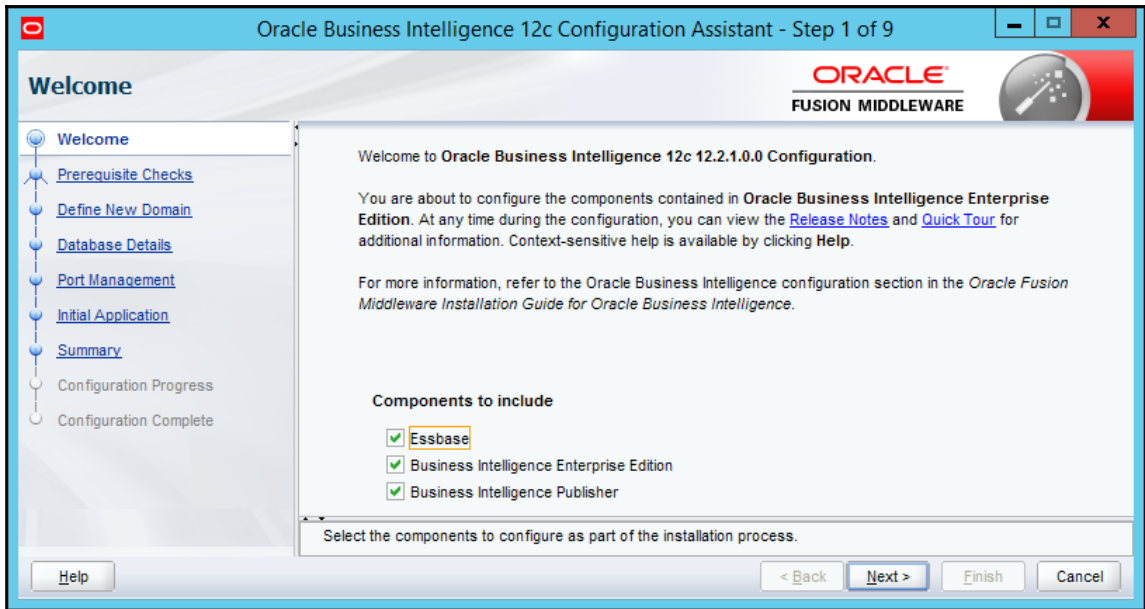 Oracle Business Intelligence 12c Configuration Assistant - Step 1 of 9
Welcome
ORACLE
FUSION MIDDLEWARE
Welcome
Prerequisite Checks
Define New Domain
Database Details
Port Management
Initial Application
Summary
Configuration Progress
Configuration Complete
Welcome to Oracle Business Intelligence 12c 12.2.1.0.0 Configuration.
You are about to configure the components contained in Oracle Business Intelligence Enterprise
Edition. At any time during the configuration, you can view the Release Notes and Quick Tour for
additional information. Context-sensitive help is available by clicking Help.
For more information, refer to the Oracle Business Intelligence configuration section in the Oracle Fusion
Middleware Installation Guide for Oracle Business Intelligence.
Components to include
Essbase
Business Intelligence Enterprise Edition
Business Intelligence Publisher
Select the components to configure as part of the installation process.
Help
< Back
Next >
Finish
Cancel